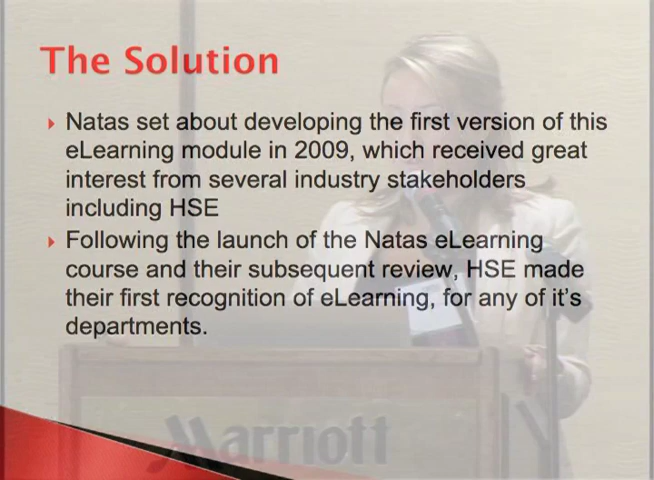 The Solution
Natas set about developing the first version of this
eLearning module in 2009, which received great
interest from several industry stakeholders
including HSE
Following the launch of the Natas eLearning
course and their subsequent review, HSE made
their first recognition of eLearning, for any of it's
departments.
Marriott